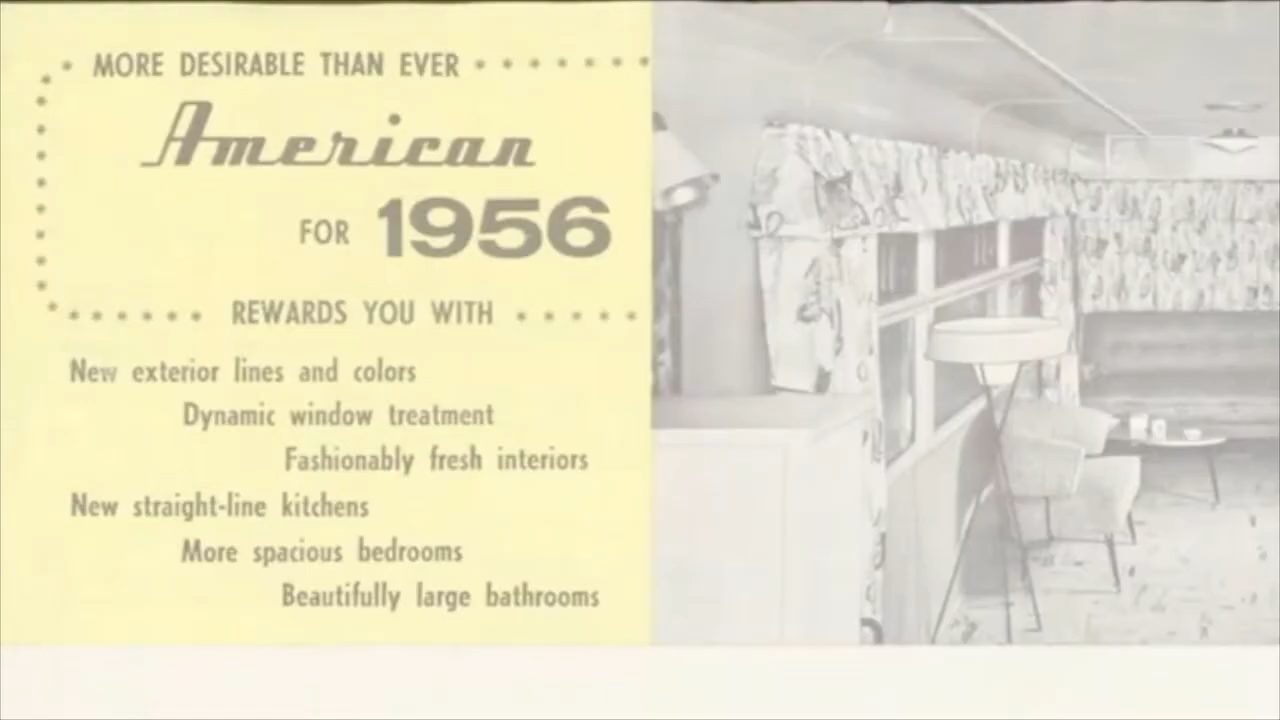 MORE DESIRABLE THAN EVER
American
FOR 1956
REWARDS YOU WITH
New exterior lines and colors
Dynamic window treatment
Fashionably fresh interiors
New straight-line kitchens
More spacious bedrooms
Beautifully large bathrooms